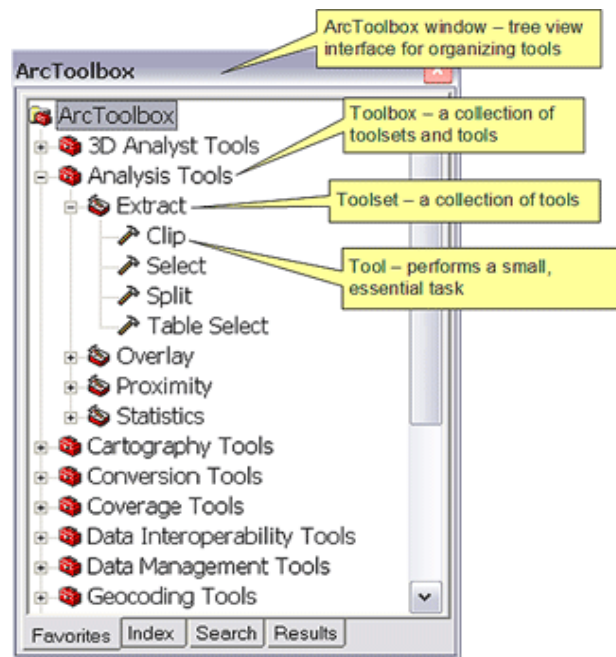 ArcToolbox window – tree view
interface for organizing tools
ArcToolbox
ArcToolbox
Toolbox – a collection of
toolsets and tools
3D Analyst Tools
Analysis Tools
Extract
Toolset – a collection of tools
Clip
Tool – performs a small,
essential task
Select
Split
Table Select
Overlay
Proximity
Statistics
Cartography Tools
Conversion Tools
Coverage Tools
Data Interoperability Tools
Data Management Tools
Geocoding Tools
Favorites Index Search Results